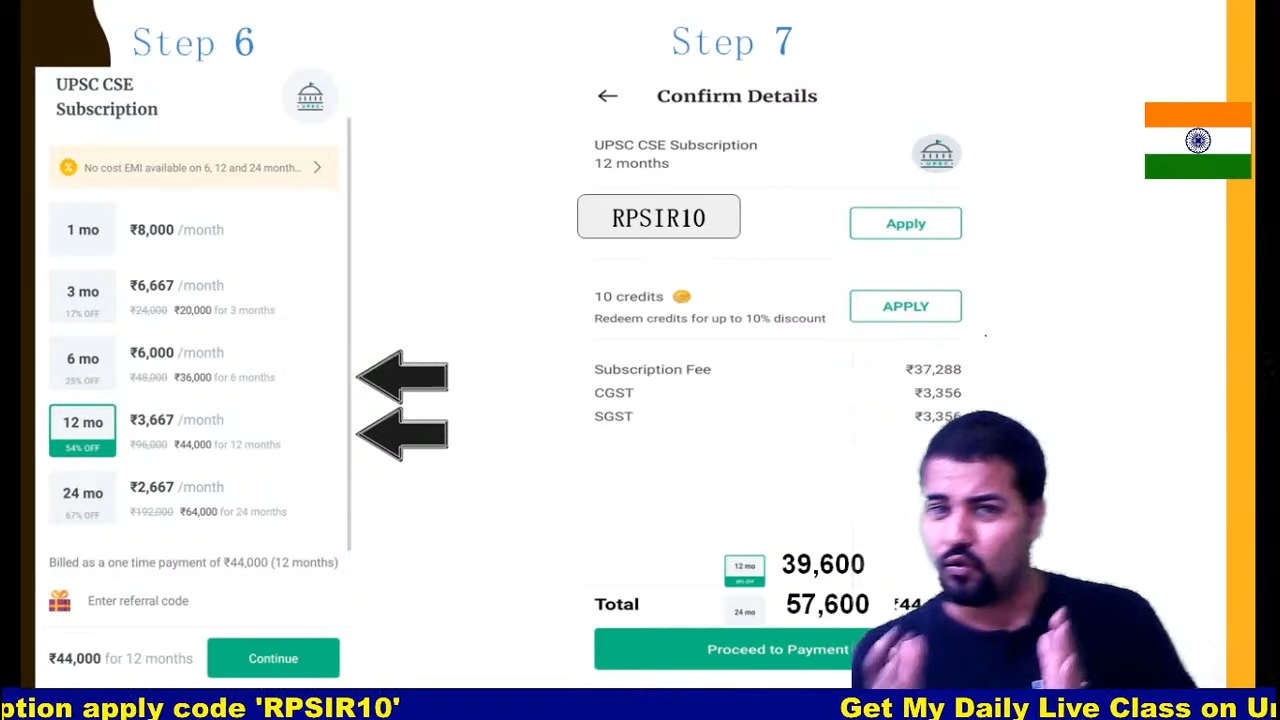 Step 6
UPSC CSE
Subscription
UPSC
No cost EMI available on 6, 12 and 24 month...
1 mo
₹8,000 /month
3 mo
17% OFF
₹6,667 /month
₹24,000 ₹20,000 for 3 months
6 mo
25% OFF
₹6,000 /month
₹48,000 ₹36,000 for 6 months
12 mo
54% OFF
₹3,667 /month
₹96,000 ₹44,000 for 12 months
24 mo
67% OFF
₹2,667 /month
₹192,000 ₹64,000 for 24 months
Billed as a one time payment of ₹44,000 (12 months)
Enter referral code
₹44,000 for 12 months
Continue
Step 7
Confirm Details
UPSC CSE Subscription
12 months
UPSC
RPSIR10
Apply
10 credits
Redeem credits for up to 10% discount
APPLY
Subscription Fee ₹37,288
CGST ₹3,356
SGST ₹3,356
12 mo
39,600
Total
24 mo
57,600
₹44
Proceed to Payment
ption apply code 'RPSIR10'
Get My Daily Live Class on U